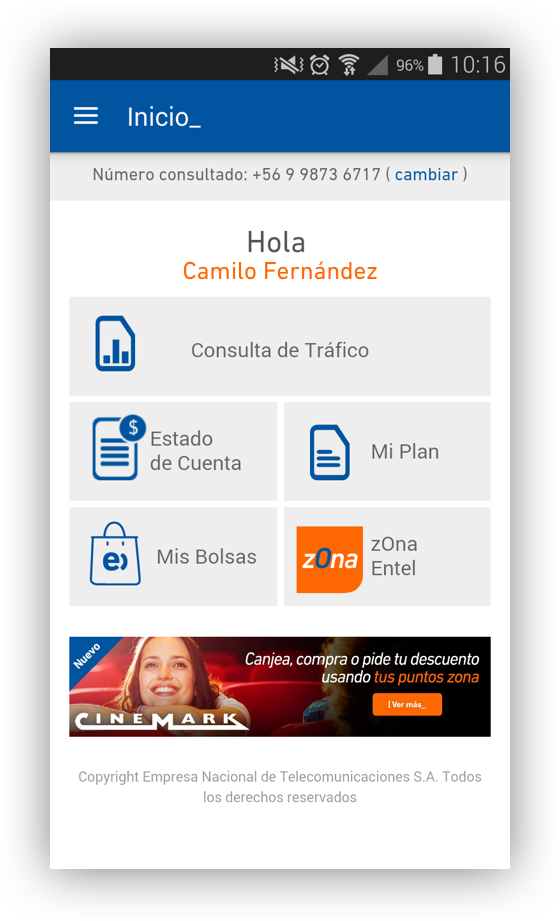 96% 10:16
Inicio_
Número consultado: +56 9 9873 6717 ( cambiar )
Hola
Camilo Fernández
Consulta de Tráfico
$
Estado
de Cuenta
Mi Plan
e)
Mis Bolsas
zOna
zOna
Entel
Nuevo
Canjea, compra o pide tu descuento
usando tus puntos zona
[ Ver más_
CINEMARK
Copyright Empresa Nacional de Telecomunicaciones S.A. Todos
los derechos reservados